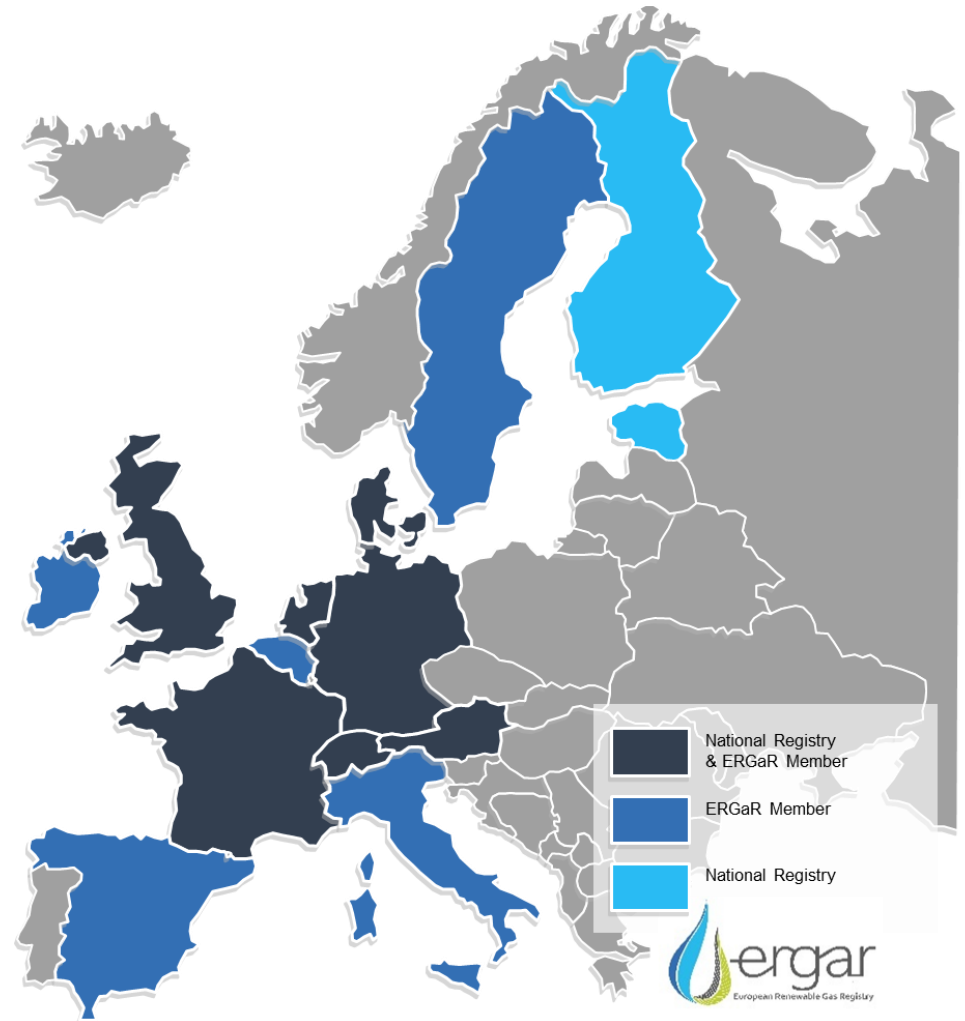 National Registry
& ERGaR Member
ERGaR Member
National Registry
ergar
European Renewable Gas Registry